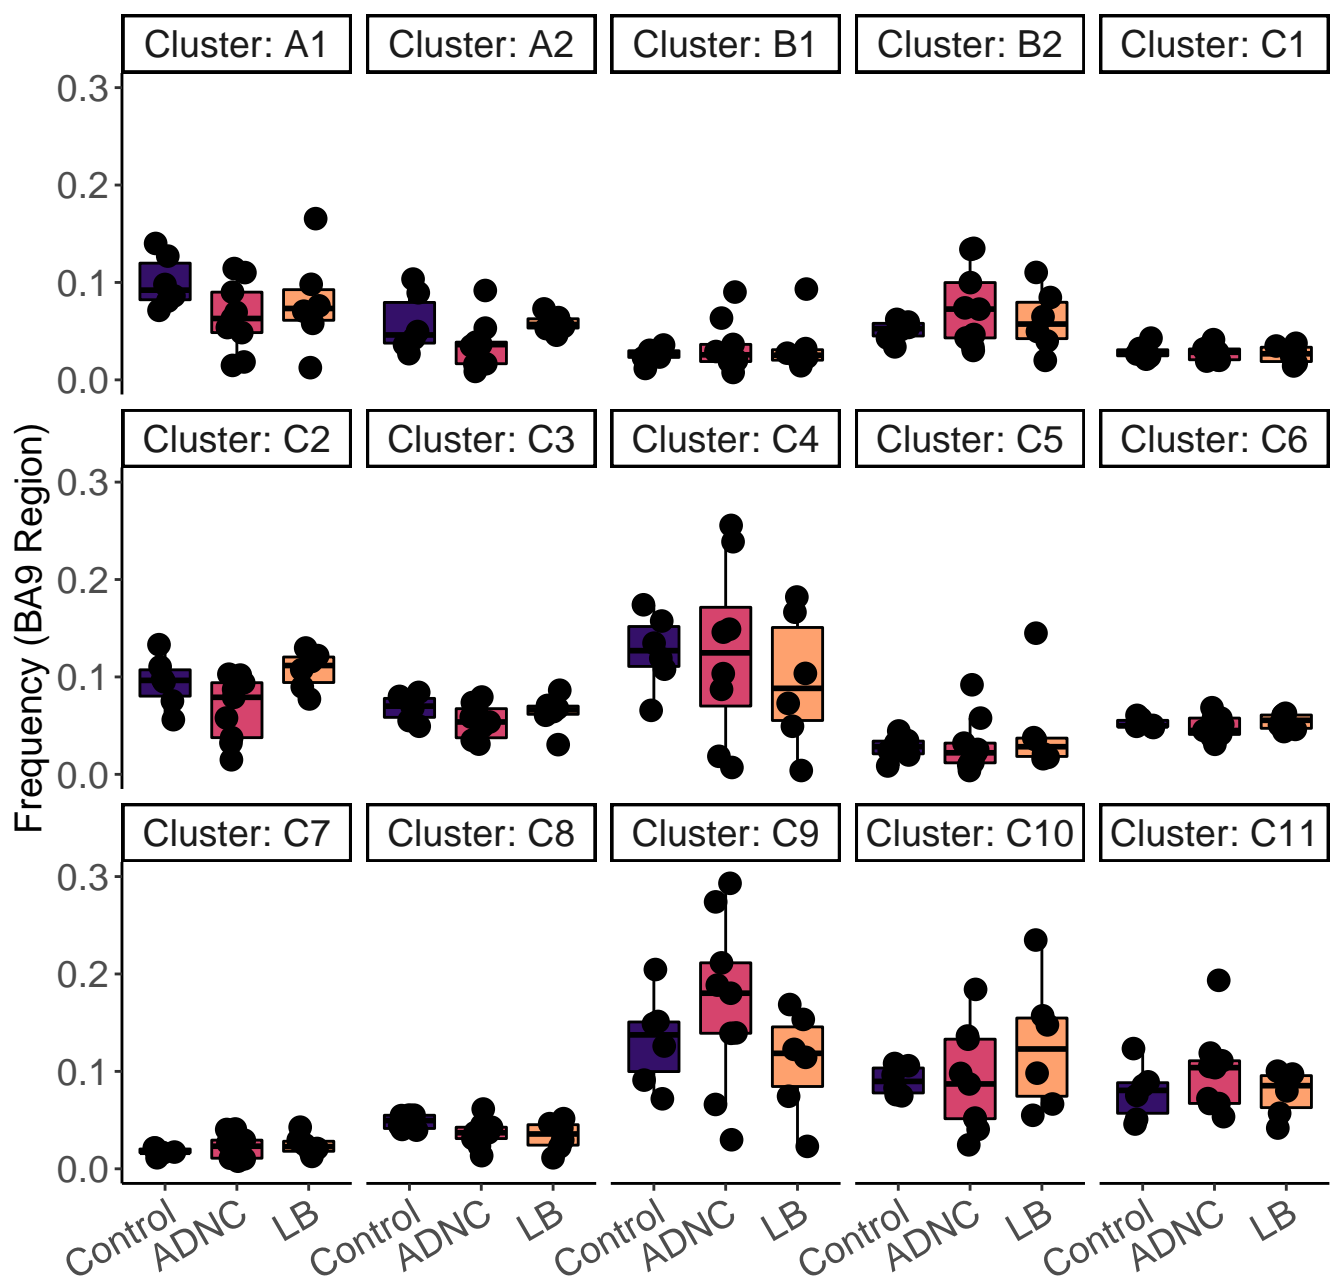 Cluster: A1
Cluster: A2
Cluster: B1
Cluster: B2
Cluster: C1
0.3
0.2
0.1
0.0
Cluster: C2
Cluster: C3
Cluster: C4
Cluster: C5
Cluster: C6
0.3
0.2
0.1
0.0
Frequency (BA9 Region)
Cluster: C7
Cluster: C8
Cluster: C9
Cluster: C10
Cluster: C11
0.3
0.2
0.1
0.0
Control
ADNC
LB
Control
ADNC
LB
Control
ADNC
LB
Control
ADNC
LB
Control
ADNC
LB